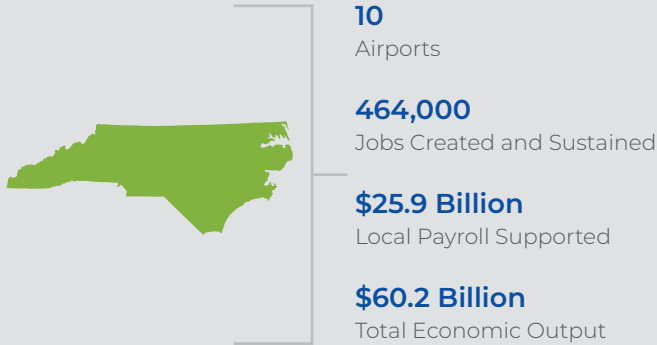 10
Airports
464,000
Jobs Created and Sustained
$25.9 Billion
Local Payroll Supported
$60.2 Billion
Total Economic Output